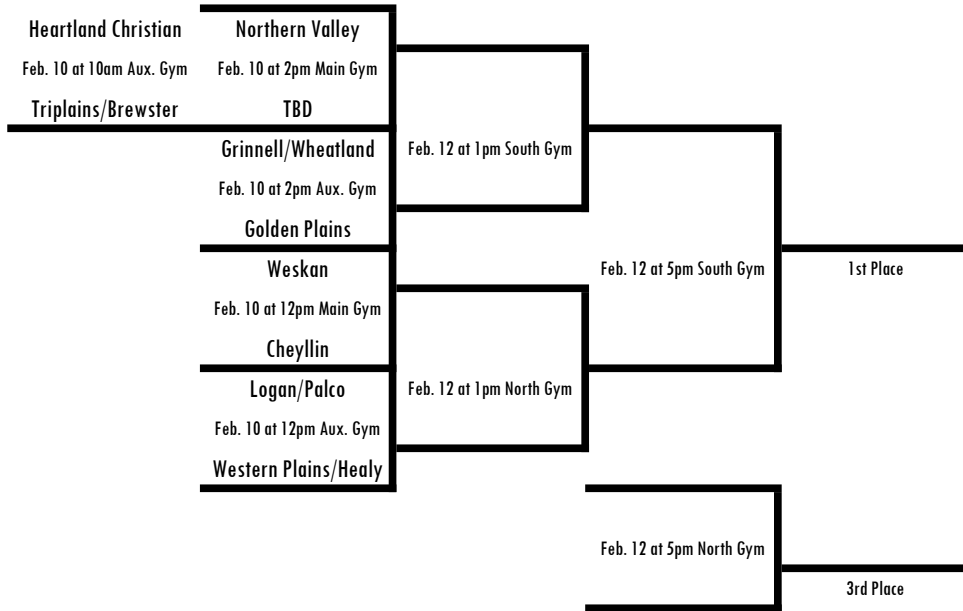 Heartland Christian
Feb. 10 at 10am Aux. Gym
Triplains/Brewster
Northern Valley
Feb. 10 at 2pm Main Gym
TBD
Grinnell/Wheatland
Feb. 10 at 2pm Aux. Gym
Golden Plains
Weskan
Feb. 10 at 12pm Main Gym
Cheyllin
Logan/Palco
Feb. 10 at 12pm Aux. Gym
Western Plains/Healy
Feb. 12 at 1pm South Gym
Feb. 12 at 1pm North Gym
Feb. 12 at 5pm South Gym
1st Place
Feb. 12 at 5pm North Gym
3rd Place